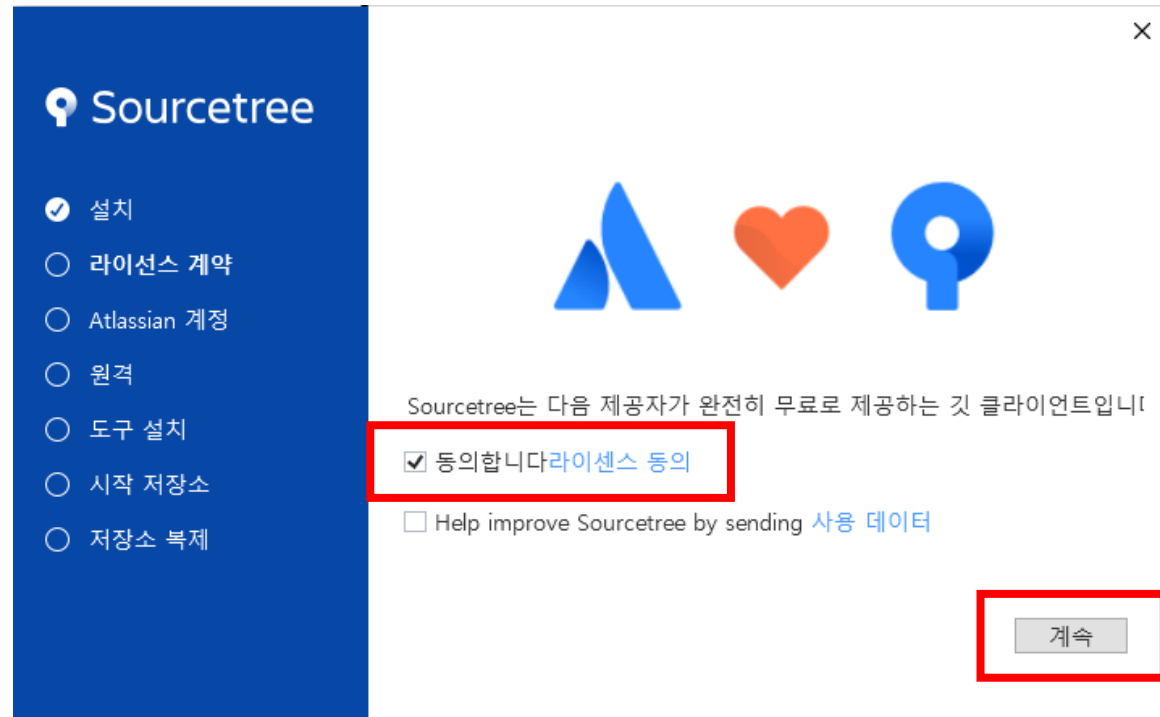 Sourcetree
설치
라이선스 계약
Atlassian 계정
원격
도구 설치
시작 저장소
저장소 복제
Sourcetree는 다음 제공자가 완전히 무료로 제공하는 깃 클라이언트입니
동의합니다라이센스 동의
Help improve Sourcetree by sending 사용 데이터
계속